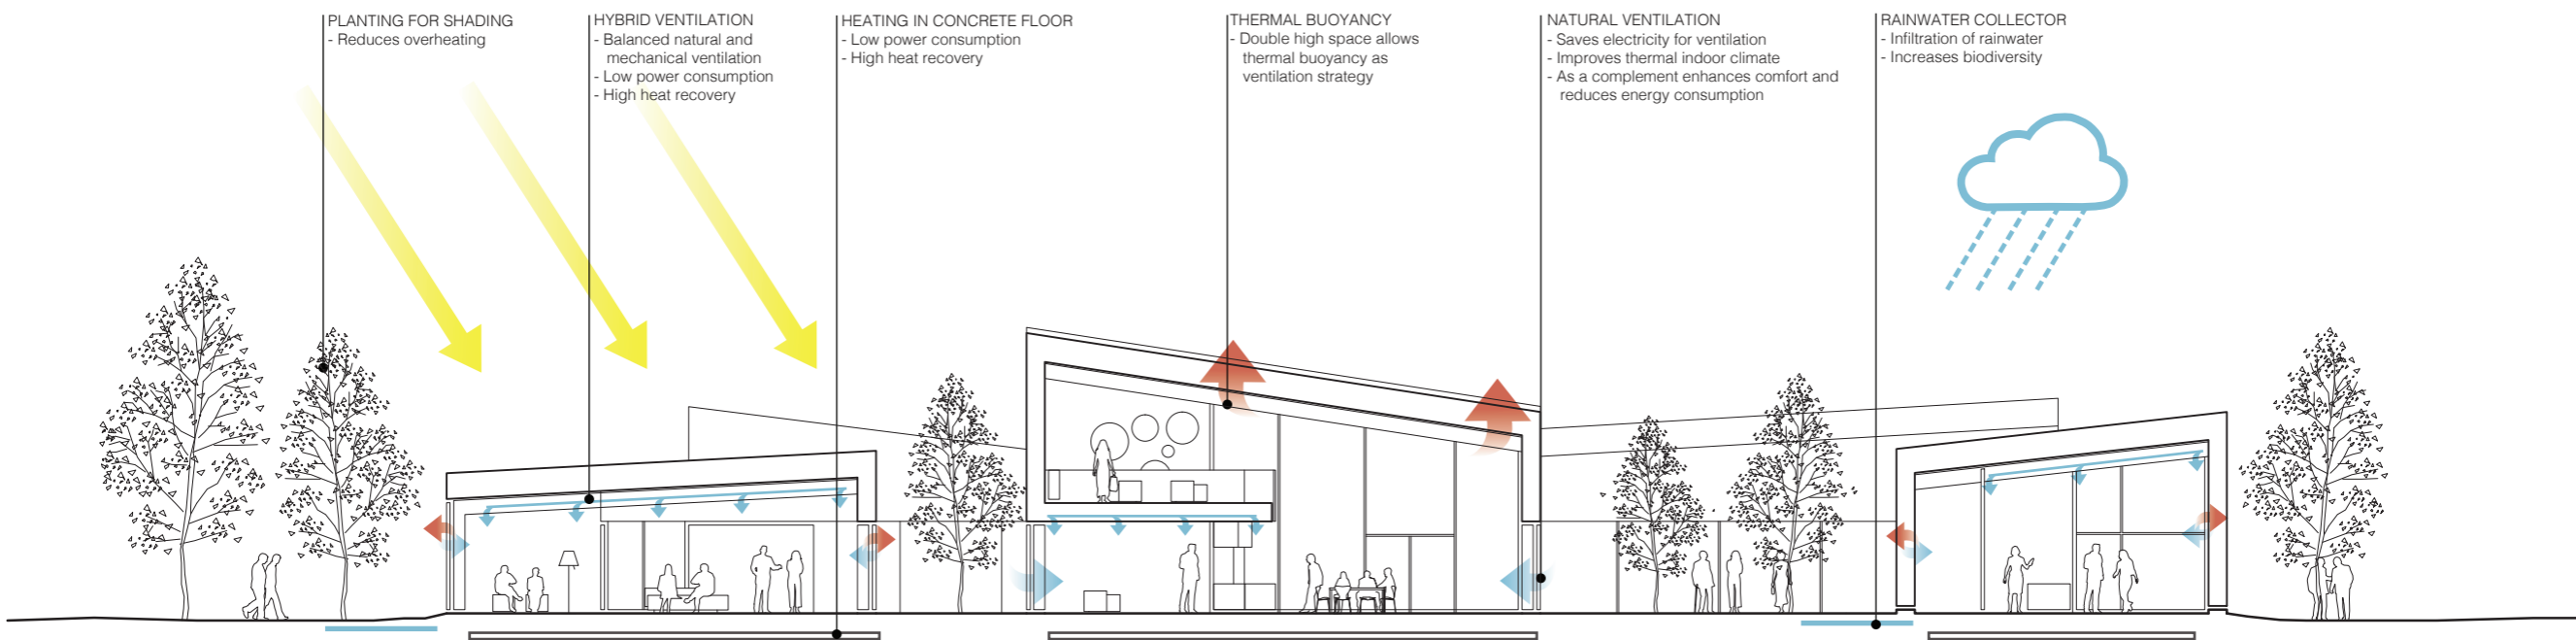 PLANTING FOR SHADING
- Reduces overheating
HYBRID VENTILATION
- Balanced natural and
mechanical ventilation
- Low power consumption
- High heat recovery
HEATING IN CONCRETE FLOOR
- Low power consumption
- High heat recovery
THERMAL BUOYANCY
- Double high space allows
thermal buoyancy as
ventilation strategy
NATURAL VENTILATION
- Saves electricity for ventilation
- Improves thermal indoor climate
- As a complement enhances comfort and
reduces energy consumption
RAINWATER COLLECTOR
- Infiltration of rainwater
- Increases biodiversity